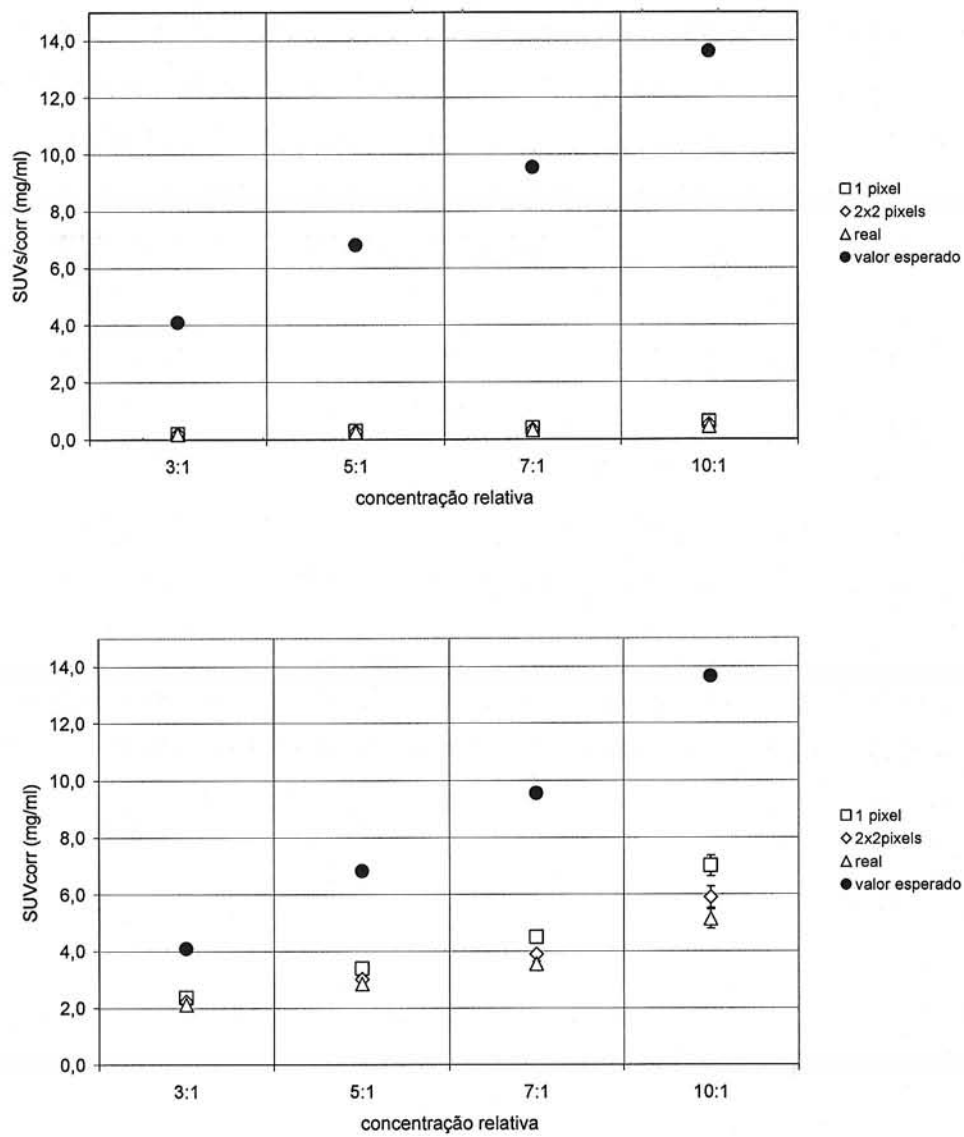 14,0
12,0
10,0
8,0
6,0
4,0
2,0
0,0
SUVs/corr (mg/ml)
3:1 5:1 7:1 10:1
concentração relativa
1 pixel
2x2 pixels
real
valor esperado
14,0
12,0
10,0
8,0
6,0
4,0
2,0
0,0
SUVcorr (mg/ml)
3:1 5:1 7:1 10:1
concentração relativa
1 pixel
2x2pixels
real
valor esperado